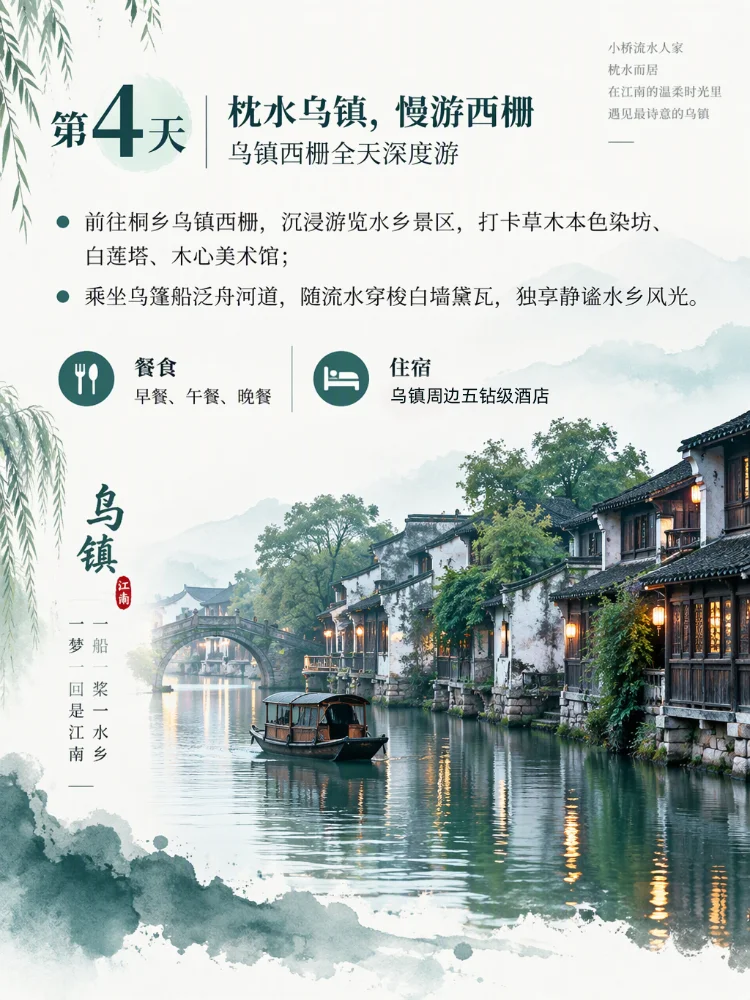 小桥流水人家
枕水而居
在江南的温柔时光里
遇见最诗意的乌镇
第4天
枕水乌镇，慢游西栅
乌镇西栅全天深度游
前往桐乡乌镇西栅，沉浸游览水乡景区，打卡草木本色染坊、
白莲塔、木心美术馆；
乘坐乌篷船泛舟河道，随流水穿梭白墙黛瓦，独享静谧水乡风光。
餐食
早餐、午餐、晚餐
住宿
乌镇周边五钻级酒店
乌镇
江南
一船一桨一水乡
一梦一回是江南